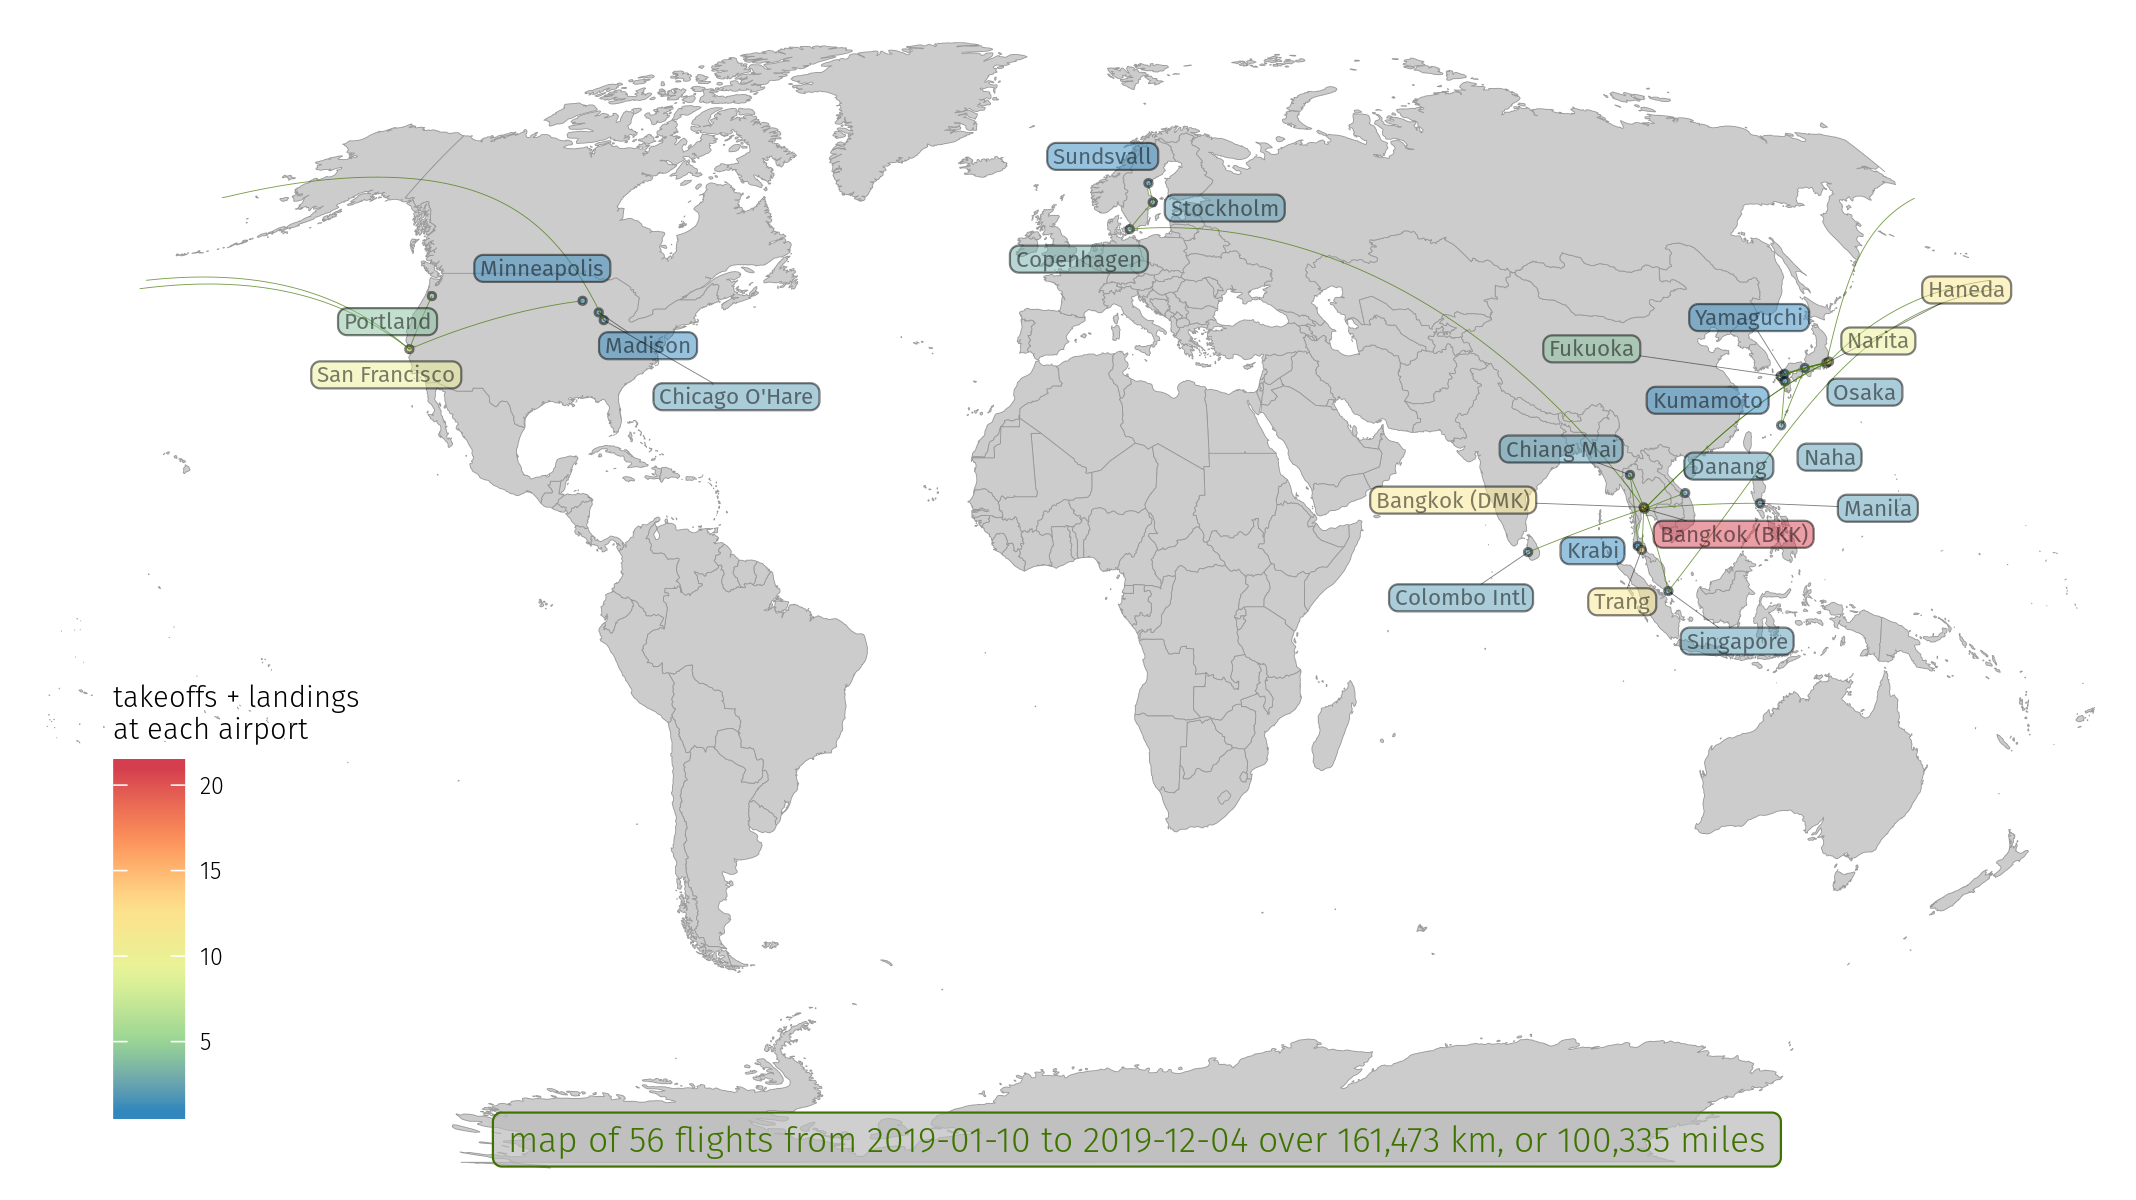 Sundsvall
Stockholm
Copenhagen
Minneapolis
Haneda
Portland
Yamaguchi
Narita
Fukuoka
Madison
San Francisco
Chicago O'Hare
Kumamoto
Osaka
Chiang Mai
Naha
Danang
Bangkok (DMK)
Manila
Bangkok (BKK)
Krabi
Colombo Intl
Trang
Singapore
takeoffs + landings
at each airport
20
15
10
5
map of 56 flights from 2019-01-10 to 2019-12-04 over 161,473 km, or 100,335 miles